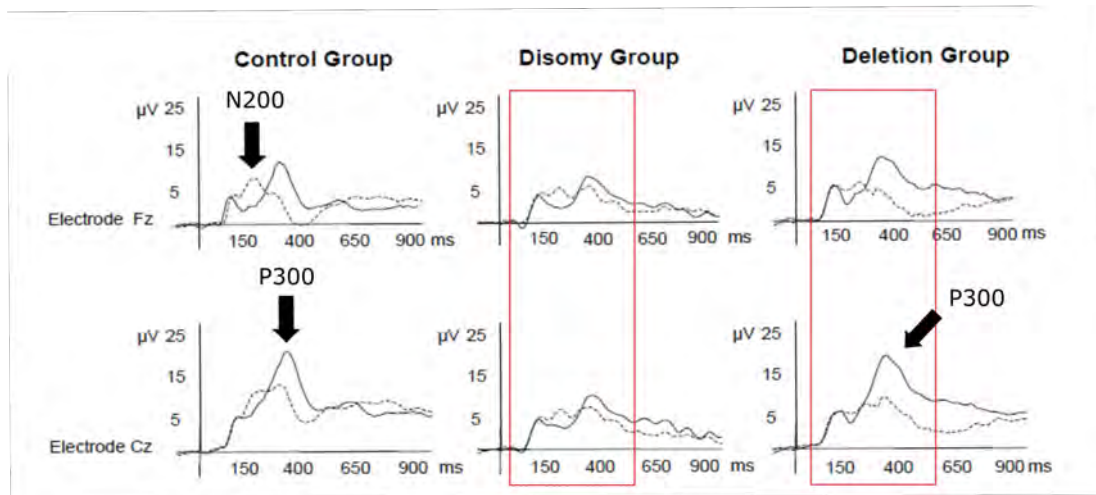 Control Group
Disomy Group
Deletion Group
µV 25
N200
15
5
Electrode Fz
150 400 650 900 ms
µV 25
15
5
150 400 650 900 ms
µV 25
15
5
150 400 650 900 ms
P300
µV 25
15
5
Electrode Cz
150 400 650 900 ms
µV 25
15
5
150 400 650 900 ms
P300
µV 25
15
5
150 400 650 900 ms